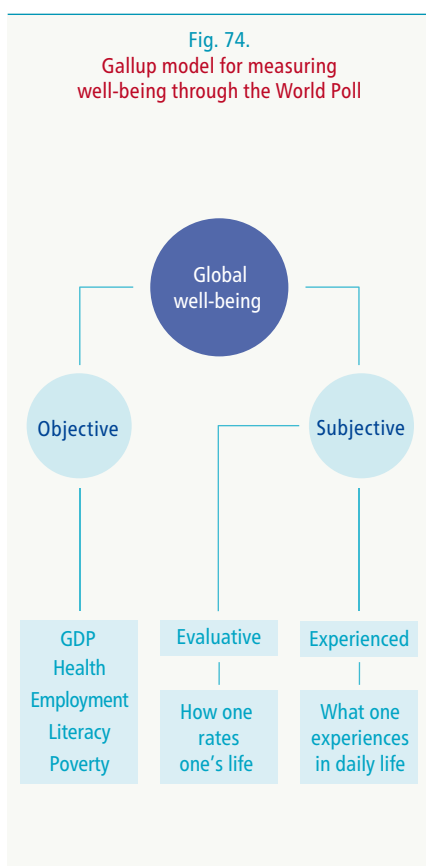 Fig. 74.
Gallup model for measuring
well-being through the World Poll
Global
well-being
Objective
Subjective
GDP
Health
Employment
Literacy
Poverty
Evaluative
How one
rates
one's life
Experienced
What one
experiences
in daily life